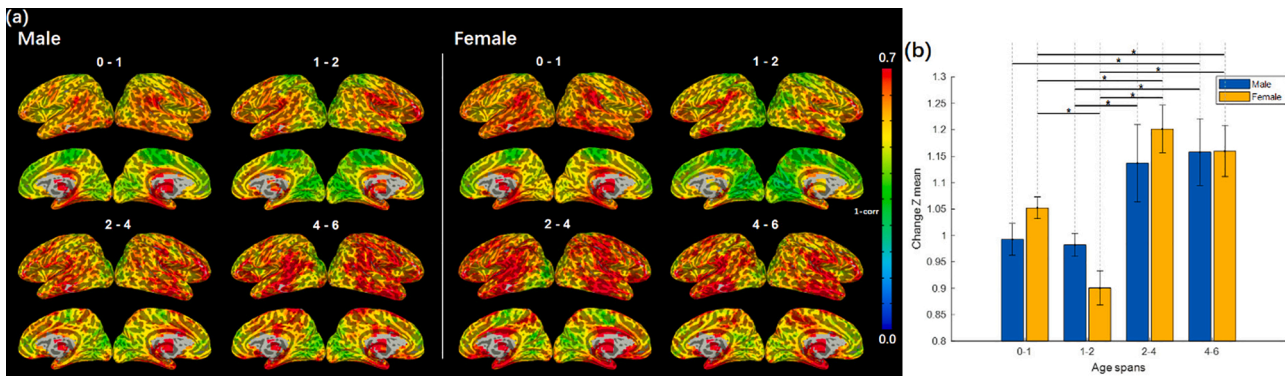 (a)
Male
Female
0 - 1
1 - 2
0 - 1
1 - 2
2 - 4
4 - 6
2 - 4
4 - 6
0.7
1-corr
0.0
(b)
* * * * * * * *
Male
Female
Change Z mean
1.3
1.25
1.2
1.15
1.1
1.05
1
0.95
0.9
0.85
0.8
0-1
1-2
2-4
4-6
Age spans